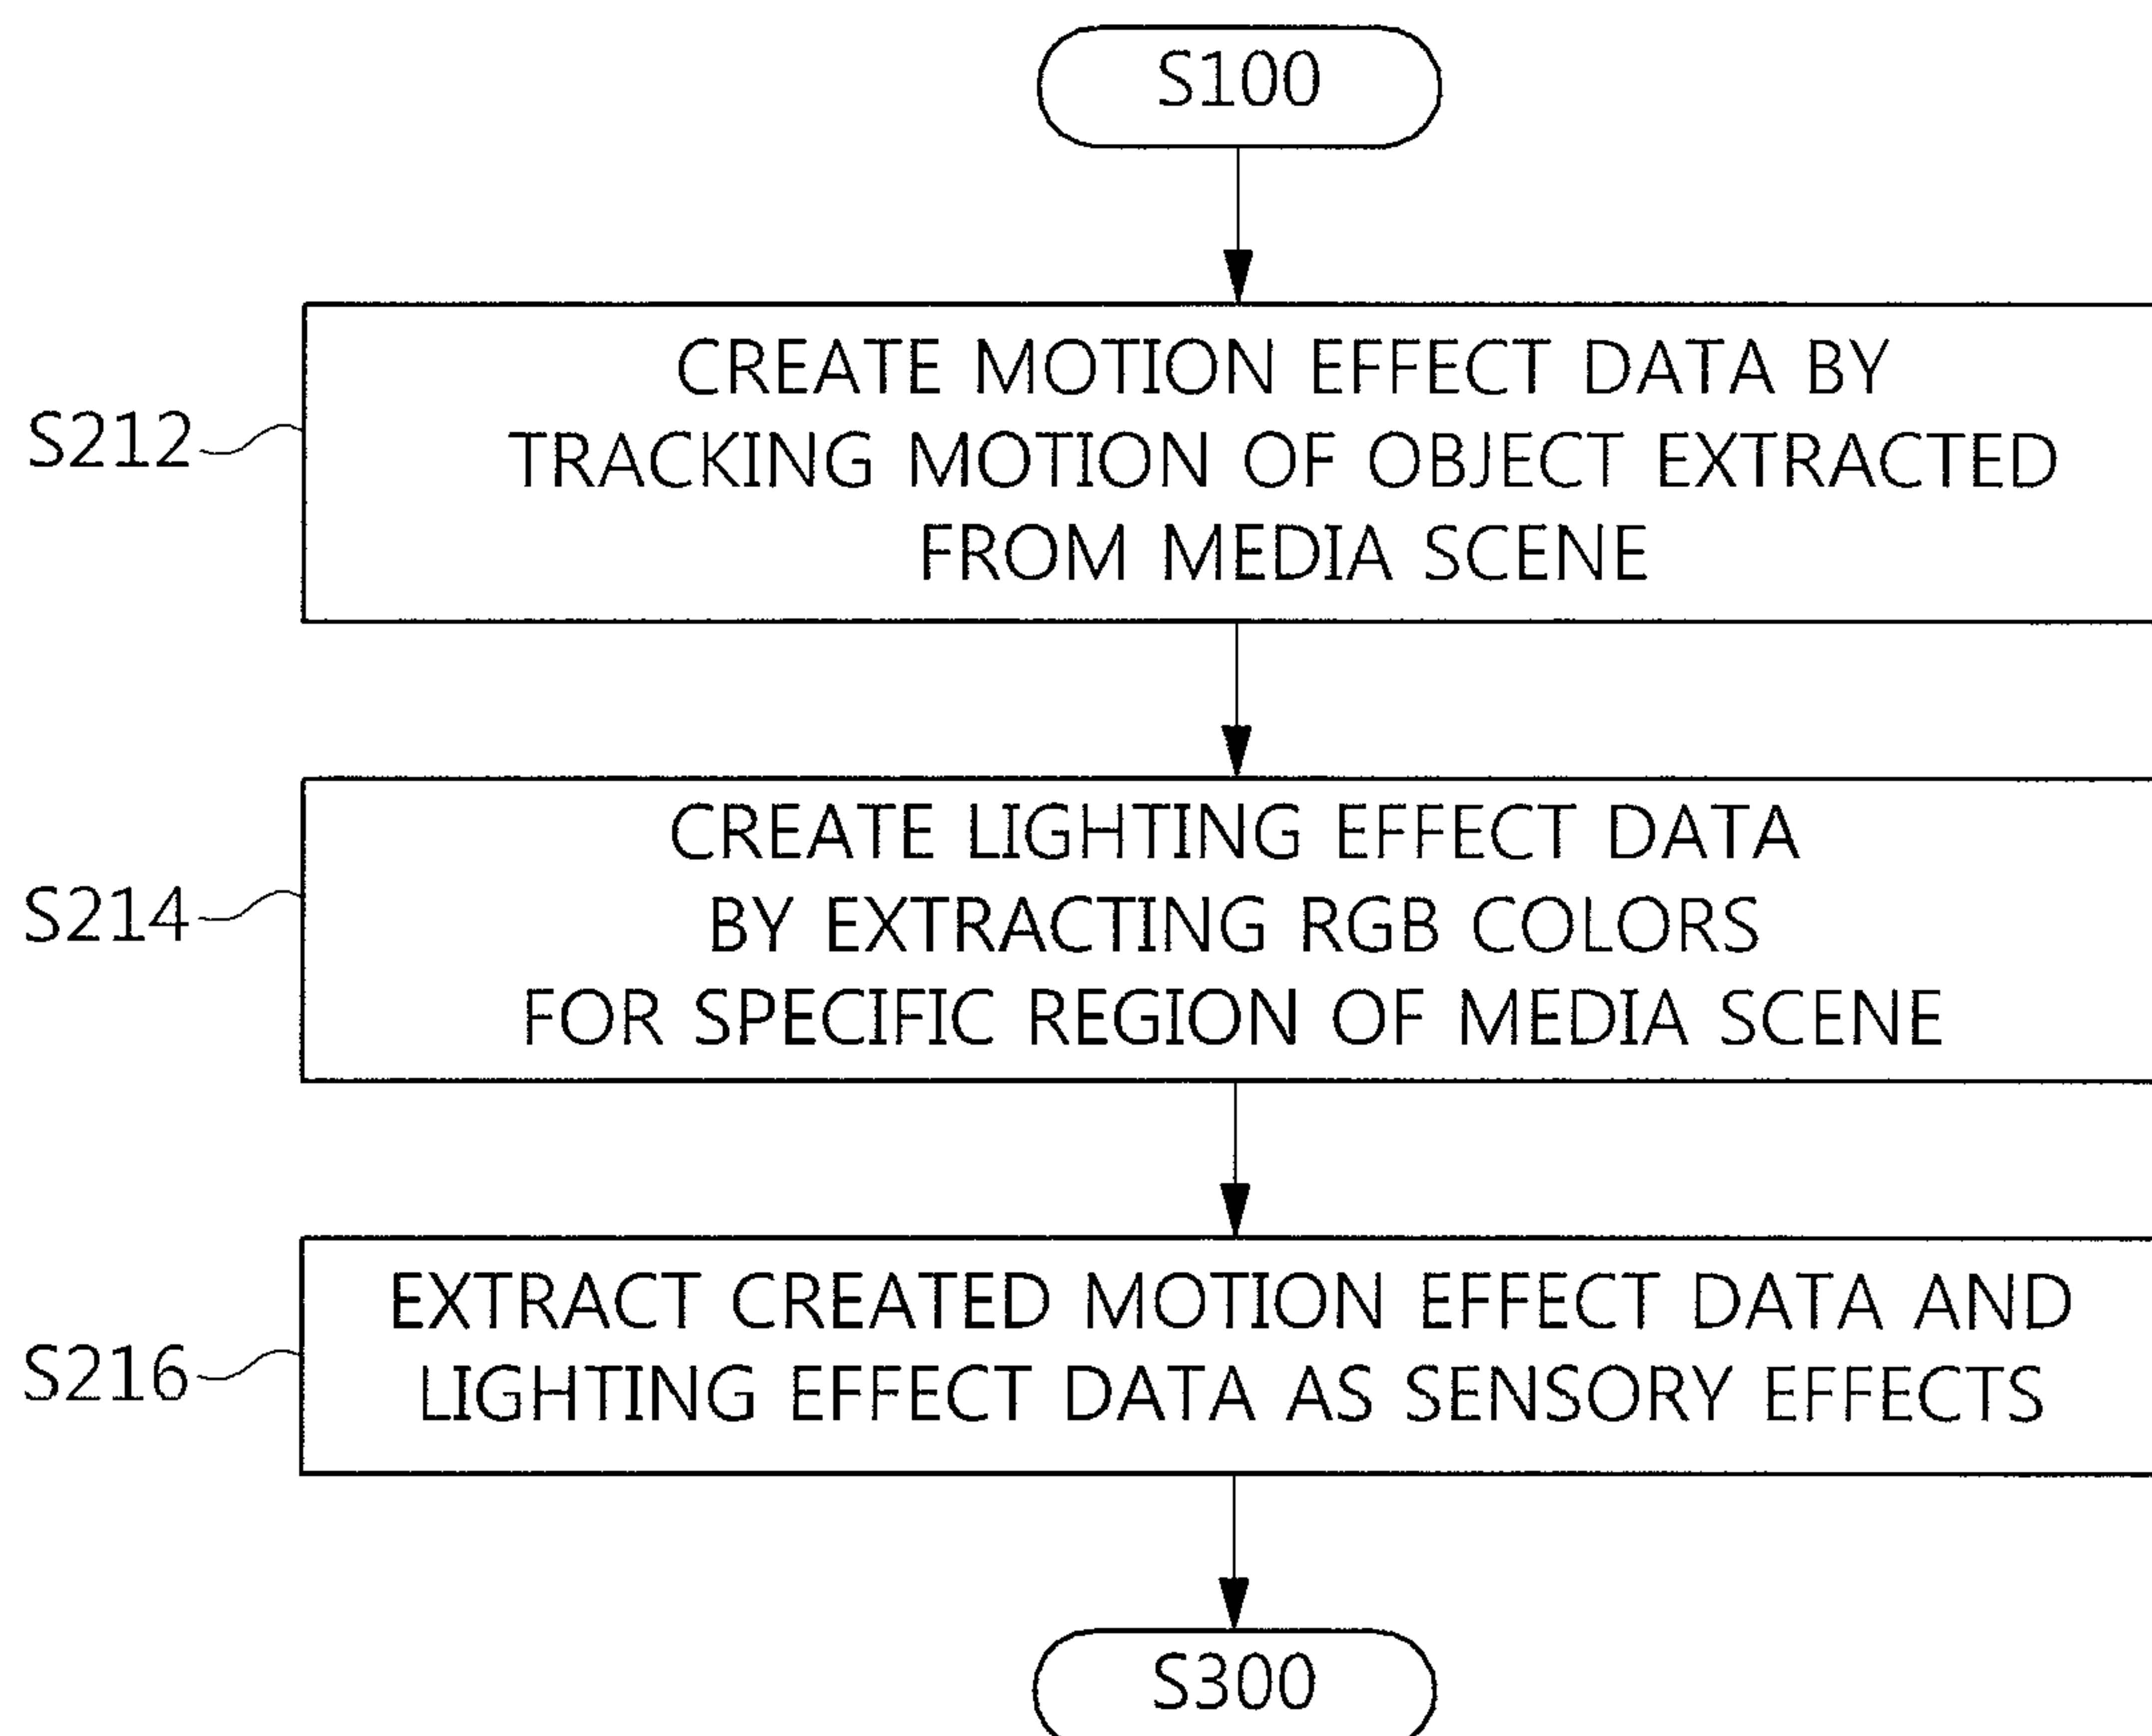 S100
CREATE MOTION EFFECT DATA BY
TRACKING MOTION OF OBJECT EXTRACTED
FROM MEDIA SCENE
S212
CREATE LIGHTING EFFECT DATA
BY EXTRACTING RGB COLORS
FOR SPECIFIC REGION OF MEDIA SCENE
S214
EXTRACT CREATED MOTION EFFECT DATA AND
LIGHTING EFFECT DATA AS SENSORY EFFECTS
S216
S300